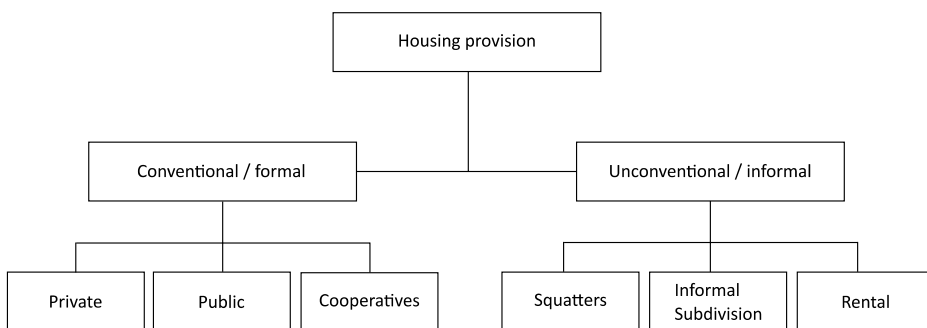 Housing provision
Conventional / formal
Unconventional / informal
Private
Public
Cooperatives
Squatters
Informal
Subdivision
Rental